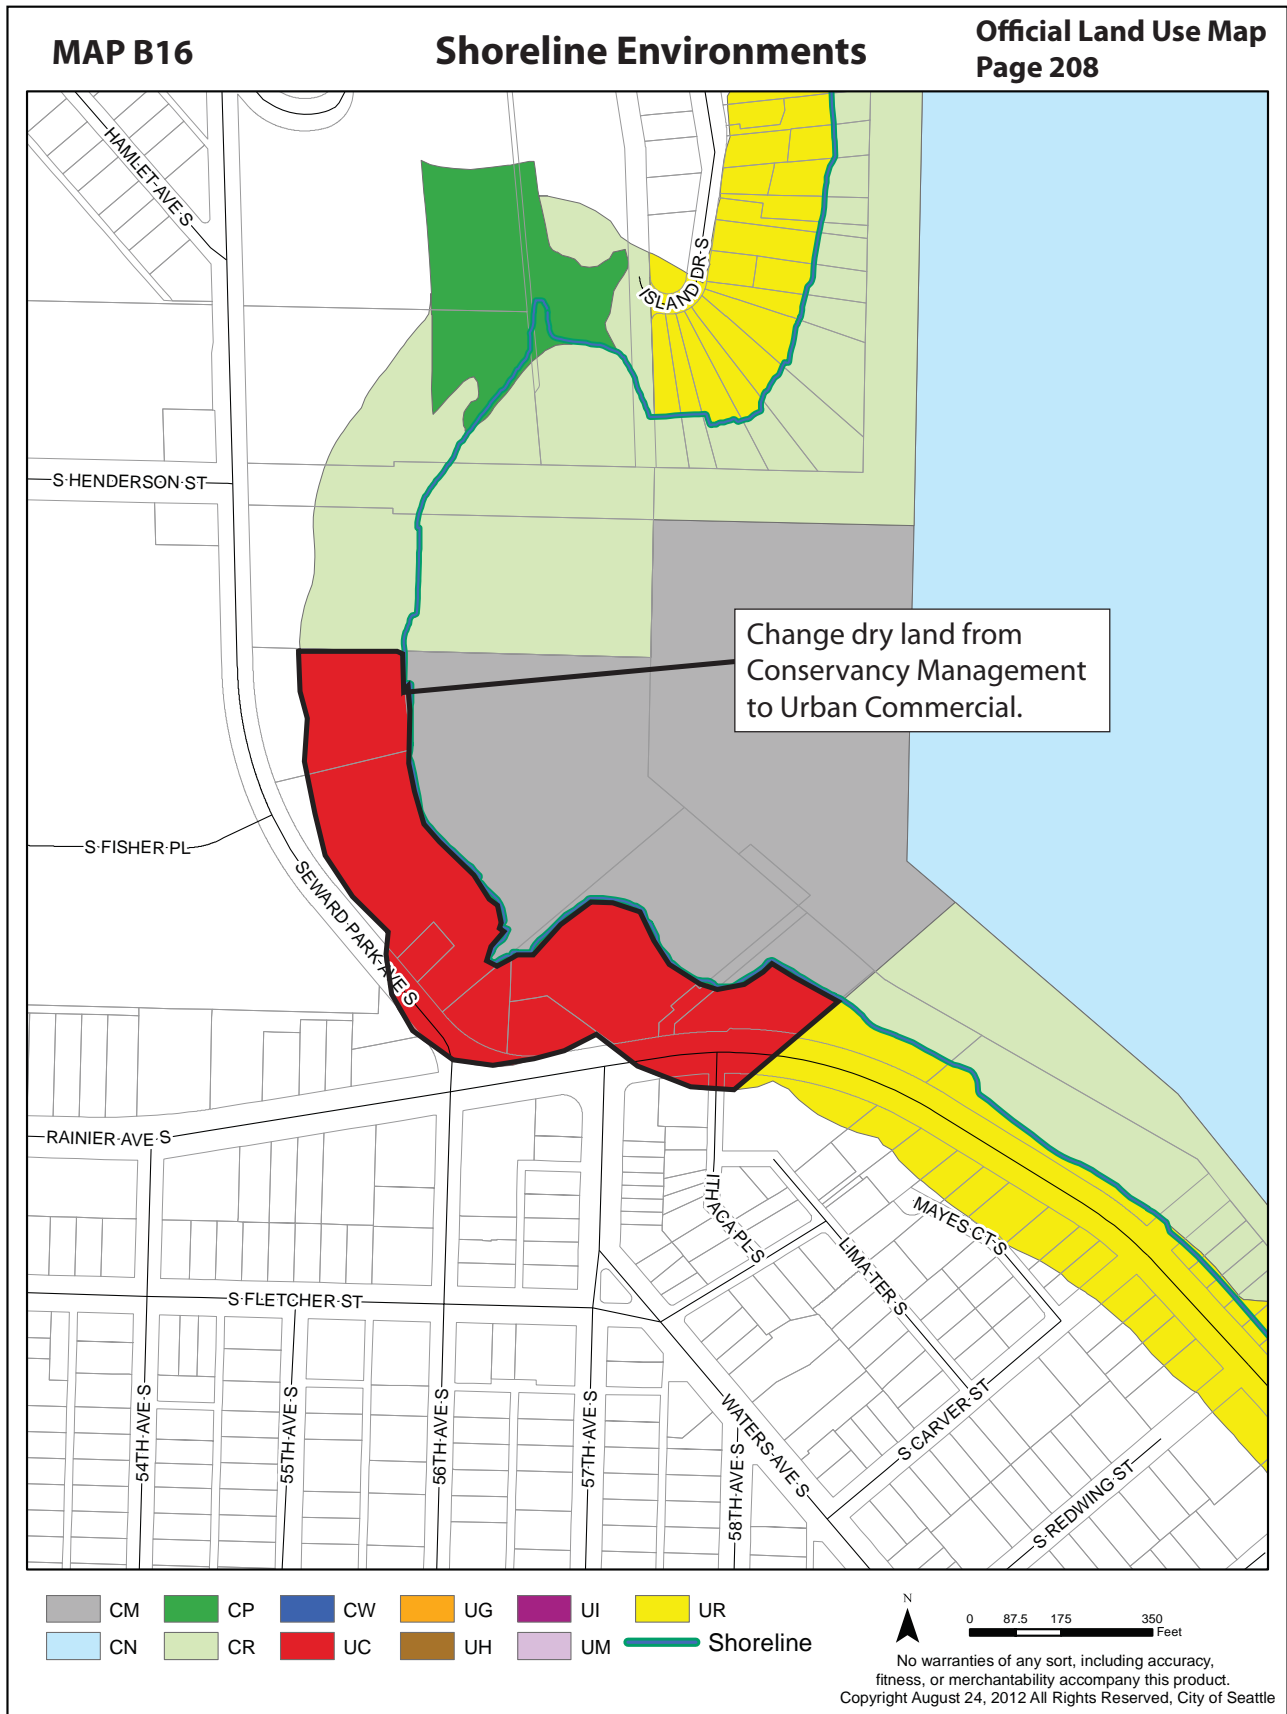 MAP B16
Shoreline Environments
Official Land Use Map
Page 208
HAMLET AVE S
ISLAND DR S
S HENDERSON ST
Change dry land from
Conservancy Management
to Urban Commercial.
S FISHER PL
SEWARD PARK AVE S
RAINIER AVE S
ITHACA PL S
MAYES CT S
LIMA TER S
S FLETCHER ST
54TH AVE S
55TH AVE S
56TH AVE S
57TH AVE S
58TH AVE S
WATERS AVE S
S CARVER ST
S REDWING ST
CM
CP
CW
UG
UI
UR
CN
CR
UC
UH
UM
Shoreline
N
0 87.5 175 350
Feet
No warranties of any sort, including accuracy,
fitness, or merchantability accompany this product.
Copyright August 24, 2012 All Rights Reserved, City of Seattle